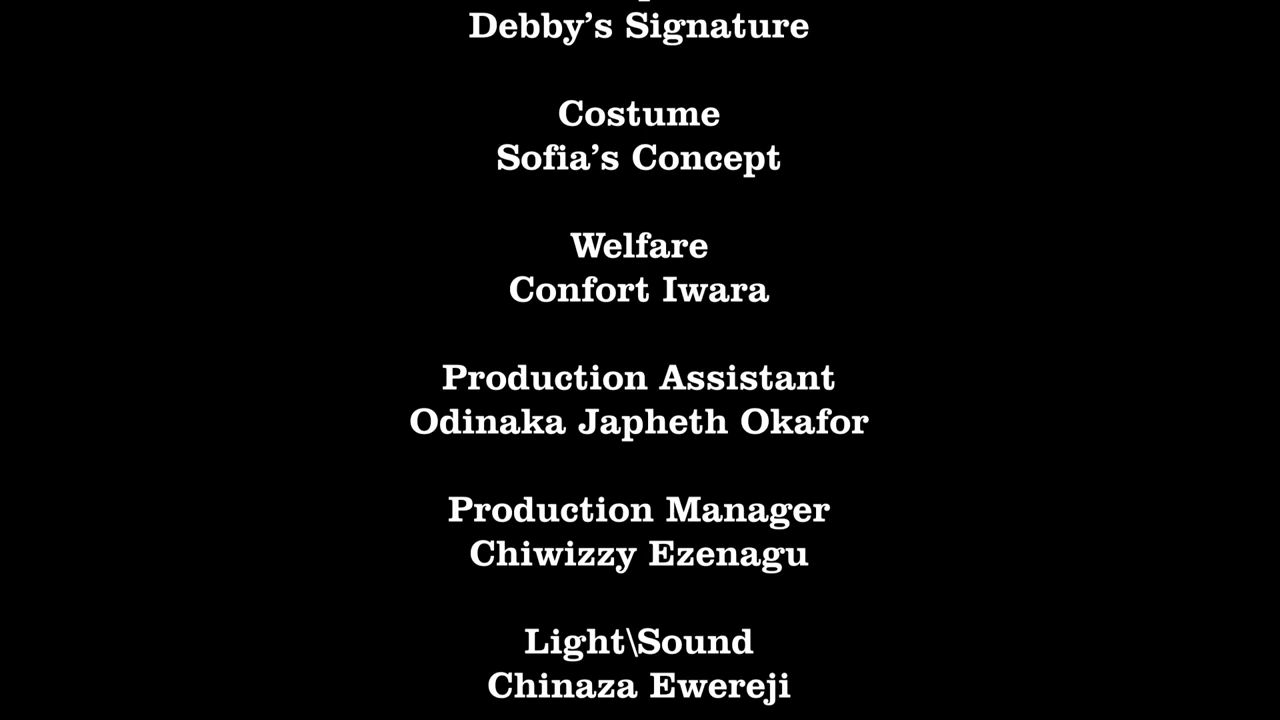 Debby’s Signature
Costume
Sofia’s Concept
Welfare
Confort Iwara
Production Assistant
Odinaka Japheth Okafor
Production Manager
Chiwizzy Ezenagu
Light\Sound
Chinaza Ewereji